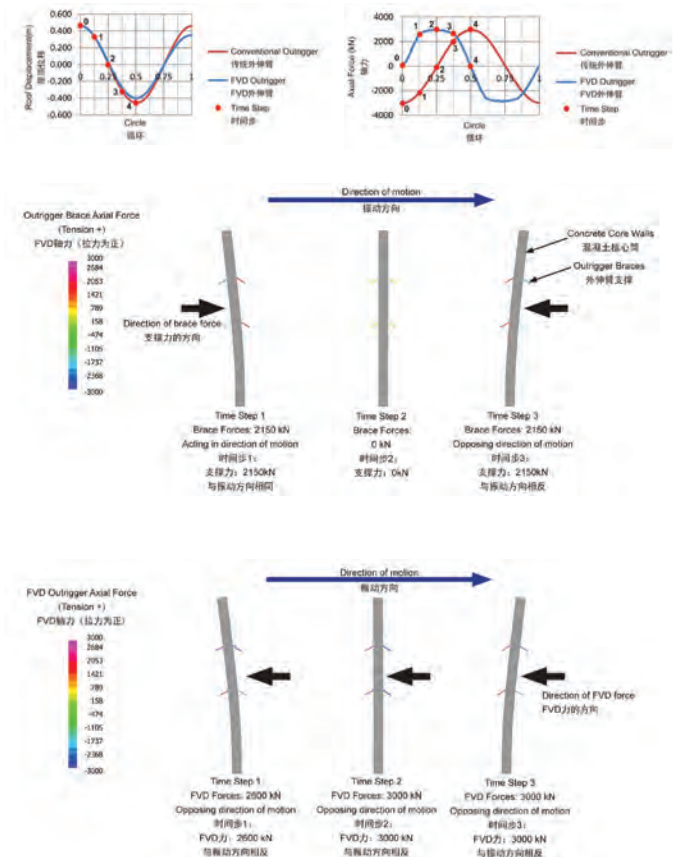 0.600
0.400
0.200
0.000
-0.200
-0.400
-0.600
Roof Displacement(m)
屋顶位移
0
1
2
3
4
0
0.25
0.5
0.75
1
Circle
循环
Conventional Outrigger
传统外伸臂
FVD Outrigger
FVD外伸臂
Time Step
时间步
4000
2000
0
-2000
-4000
Axial Force (kN)
轴力
0
1
2
3
4
0
1
2
3
4
0
0.25
0.5
0.75
1
Circle
循环
Conventional Outrigger
传统外伸臂
FVD Outrigger
FVD外伸臂
Time Step
时间步
Direction of motion
振动方向
Outrigger Brace Axial Force
(Tension +)
FVD轴力（拉力为正）
3000
2684
2053
1421
789
158
-474
-1105
-1737
-2368
-3000
Direction of brace force
支撑力的方向
Concrete Core Walls
混凝土核心筒
Outrigger Braces
外伸臂支撑
Time Step 1
Brace Forces: 2150 kN
Acting in direction of motion
时间步1：
支撑力：2150kN
与振动方向相同
Time Step 2
Brace Forces:
0 kN
时间步2：
支撑力：0kN
Time Step 3
Brace Forces: 2150 kN
Opposing direction of motion
时间步3：
支撑力：2150kN
与振动方向相反
Direction of motion
振动方向
FVD Outrigger Axial Force
(Tension +)
FVD轴力（拉力为正）
3000
2684
2053
1421
789
158
-474
-1105
-1737
-2368
-3000
Direction of FVD force
FVD力的方向
Time Step 1
FVD Forces: 2600 kN
Opposing direction of motion
时间步1：
FVD力：2600 kN
与振动方向相反
Time Step 2
FVD Forces: 3000 kN
Opposing direction of motion
时间步2：
FVD力：3000 kN
与振动方向相反
Time Step 3
FVD Forces: 3000 kN
Opposing direction of motion
时间步3：
FVD力：3000 kN
与振动方向相反